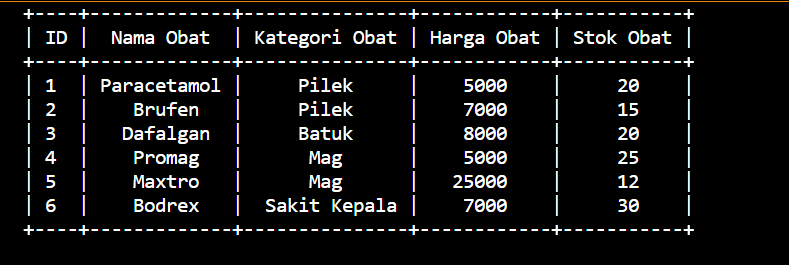 +----+-------------+---------------+------------+-----------+
| ID |  Nama Obat  | Kategori Obat | Harga Obat | Stok Obat |
+----+-------------+---------------+------------+-----------+
| 1  | Paracetamol |     Pilek     |    5000    |     20    |
| 2  |    Brufen   |     Pilek     |    7000    |     15    |
| 3  |   Dafalgan  |     Batuk     |    8000    |     20    |
| 4  |    Promag   |      Mag      |    5000    |     25    |
| 5  |    Maxtro   |      Mag      |   25000    |     12    |
| 6  |    Bodrex   |  Sakit Kepala |    7000    |     30    |
+----+-------------+---------------+------------+-----------+